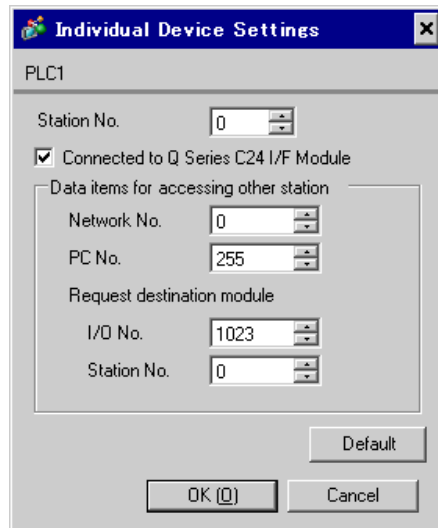 Individual Device Settings
PLC1
Station No. 0
Connected to Q Series C24 I/F Module
Data items for accessing other station
Network No. 0
PC No. 255
Request destination module
I/O No. 1023
Station No. 0
Default
OK (O) Cancel